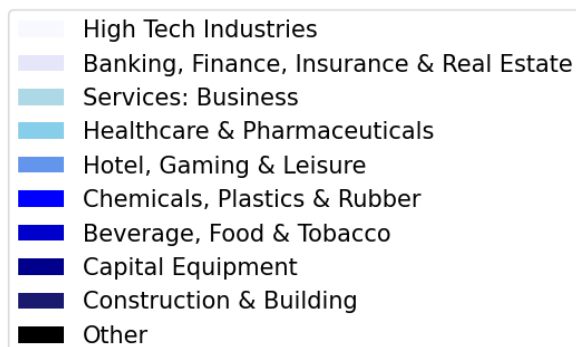 High Tech Industries
Banking, Finance, Insurance & Real Estate
Services: Business
Healthcare & Pharmaceuticals
Hotel, Gaming & Leisure
Chemicals, Plastics & Rubber
Beverage, Food & Tobacco
Capital Equipment
Construction & Building
Other